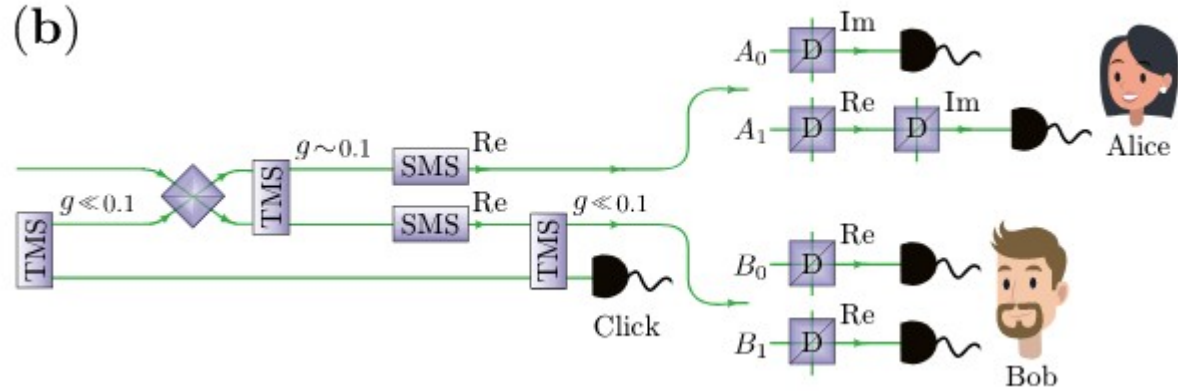 (b)
TMS
g≪0.1
TMS
g∼0.1
SMS
Re
SMS
Re
TMS
g≪0.1
Click
A₀
D
Im
A₁
D
Re
D
Im
Alice
B₀
D
Re
B₁
D
Re
Bob